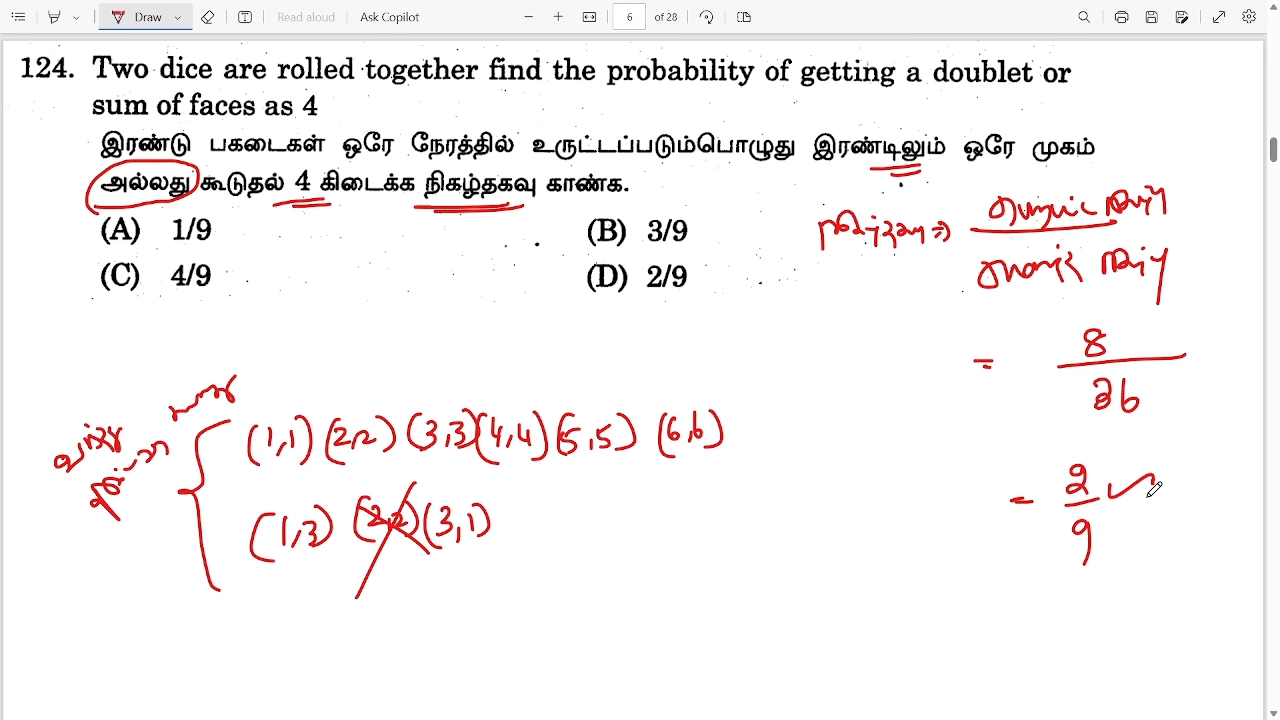 Draw
Read aloud
Ask Copilot
6
of 28
124. Two dice are rolled together find the probability of getting a doublet or
sum of faces as 4
இரண்டு பகடைகள் ஒரே நேரத்தில் உருட்டப்படும்பொழுது இரண்டிலும் ஒரே முகம்
அல்லது கூடுதல் 4 கிடைக்க நிகழ்தகவு காண்க.
(A) 1/9
(B) 3/9
(C) 4/9
(D) 2/9
= 8/36
(1,1) (2,2) (3,3) (4,4) (5,5) (6,6)
(1,3) (2,2) (3,1)
= 2/9